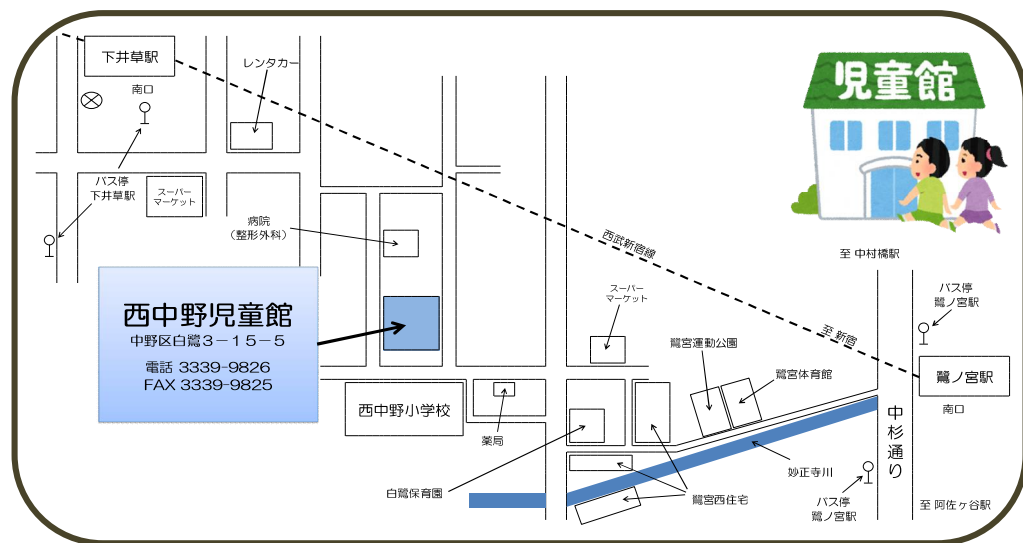 下井草駅
南口
レンタカー
児童館
バス停
下井草駅
スーパー
マーケット
病院
（整形外科）
西武新宿線
至 中村橋駅
西中野児童館
中野区白鷺３－１５－５
電話 3339-9826
FAX 3339-9825
スーパー
マーケット
バス停
鷺ノ宮駅
至 新宿
鷺宮運動公園
鷺宮体育館
鷺ノ宮駅
南口
西中野小学校
薬局
中杉通り
白鷺保育園
鷺宮西住宅
妙正寺川
バス停
鷺ノ宮駅
至 阿佐ヶ谷駅